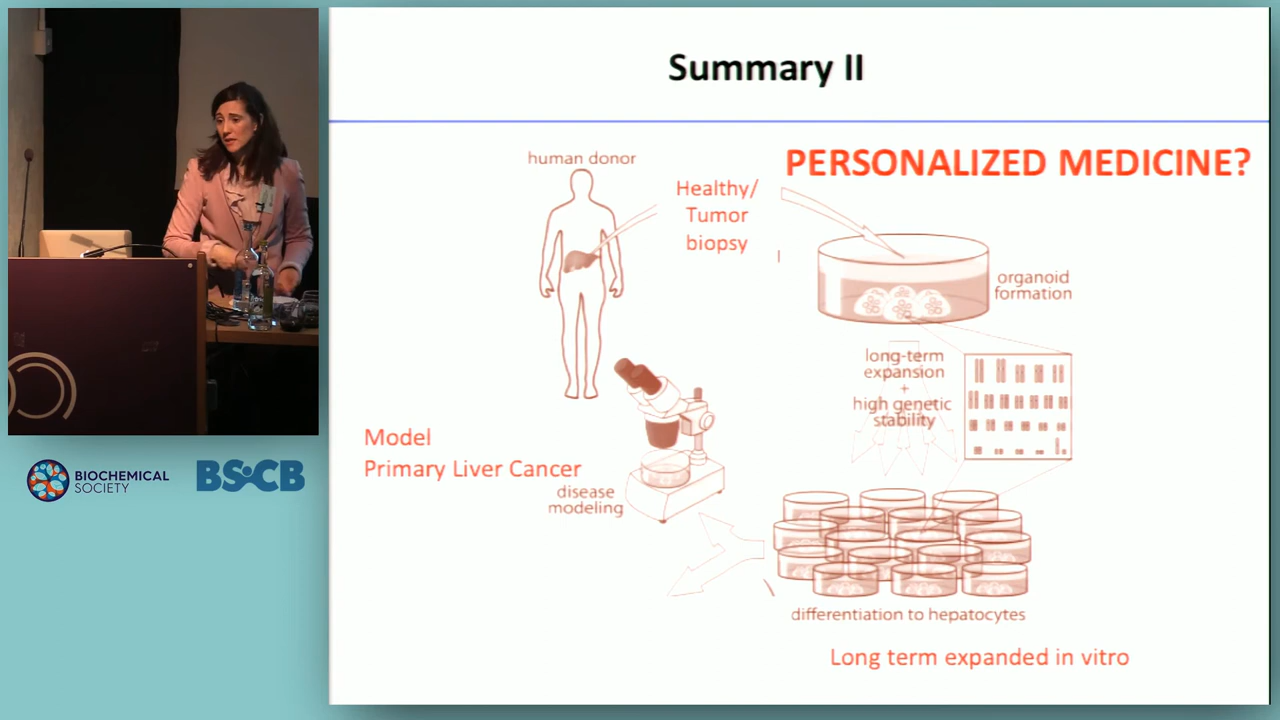 Summary II
PERSONALIZED MEDICINE?
human donor
Healthy/
Tumor
biopsy
organoid
formation
long-term
expansion
+
high genetic
stability
Model
Primary Liver Cancer
disease
modeling
differentiation to hepatocytes
Long term expanded in vitro
BIOCHEMICAL
SOCIETY
BSCB